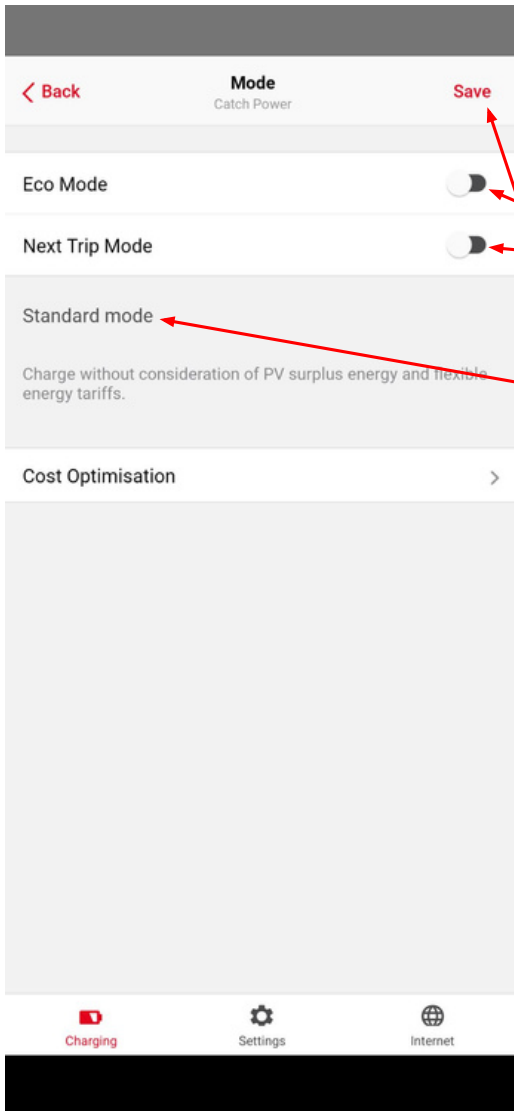 Back
Mode
Save
Catch Power
Eco Mode
Next Trip Mode
Standard mode
Charge without consideration of PV surplus energy and flexible
energy tariffs.
Cost Optimisation
Charging
Settings
Internet